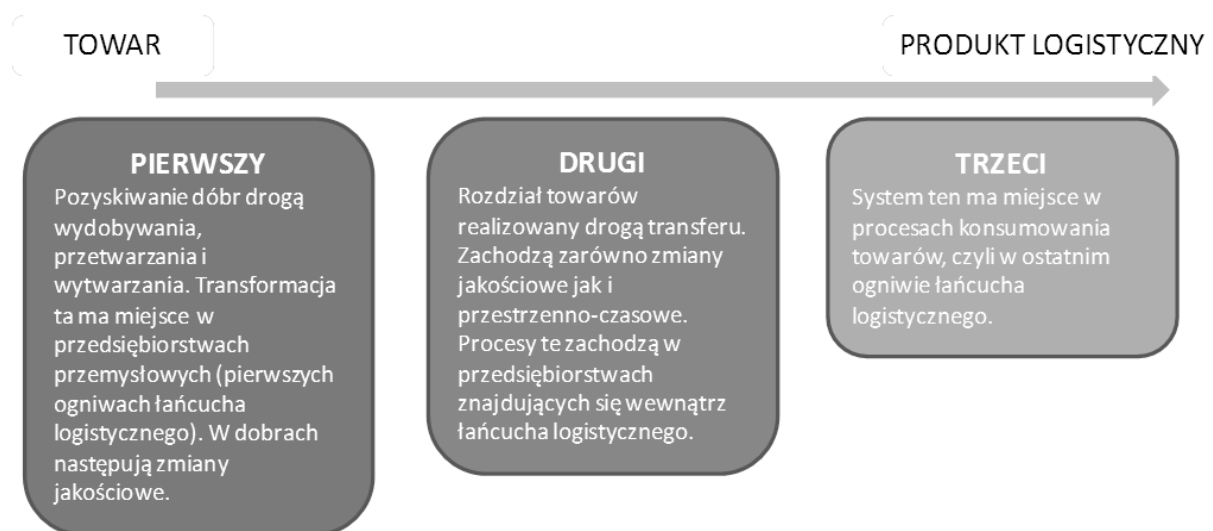 TOWAR
PRODUKT LOGISTYCZNY
PIERWSZY
Pozyskiwanie dóbr drogą
wydobywania,
przetwarzania i
wytwarzania. Transformacja
ta ma miejsce w
przedsiębiorstwach
przemysłowych (pierwszych
ogniwach łańcucha
logistycznego). W dobrach
następują zmiany
jakościowe.
DRUGI
Rozdział towarów
realizowany drogą transferu.
Zachodzą zarówno zmiany
jakościowe jak i
przestrzenno-czasowe.
Procesy te zachodzą w
przedsiębiorstwach
znajdujących się wewnątrz
łańcucha logistycznego.
TRZECI
System ten ma miejsce w
procesach konsumowania
towarów, czyli w ostatnim
ogniwie łańcucha
logistycznego.